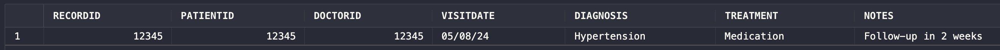 RECORDID PATIENTID DOCTORID VISITDATE DIAGNOSIS TREATMENT NOTES
1 12345 12345 12345 05/08/24 Hypertension Medication Follow-up in 2 weeks